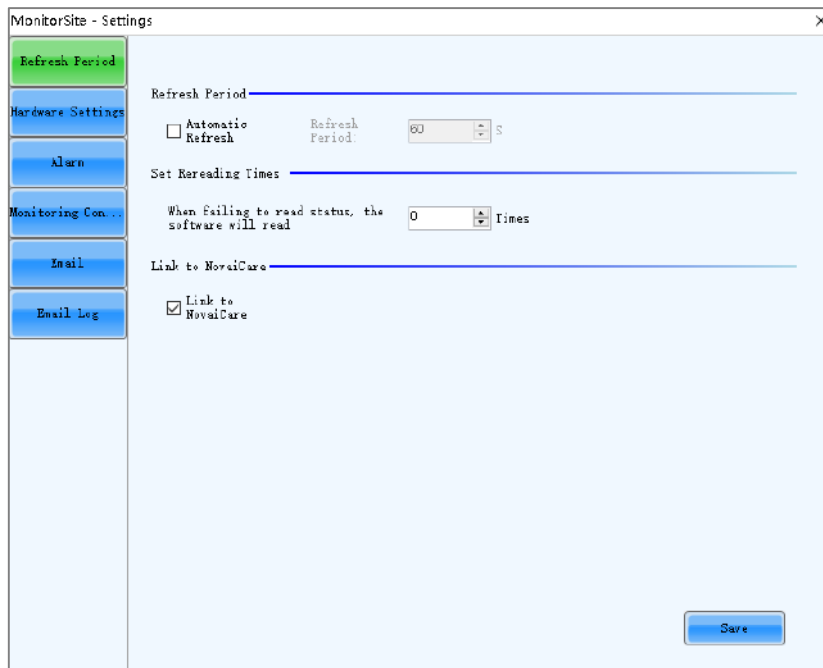 MonitorSite - Settings
Refresh Period
Hardware Settings
Alarm
Monitoring Con...
Email
Email Log
Refresh Period
Automatic
Refresh
Refresh
Period:
60
S
Set Rereading Times
When failing to read status, the
software will read
0
Times
Link to NovaiCare
Link to
NovaiCare
Save